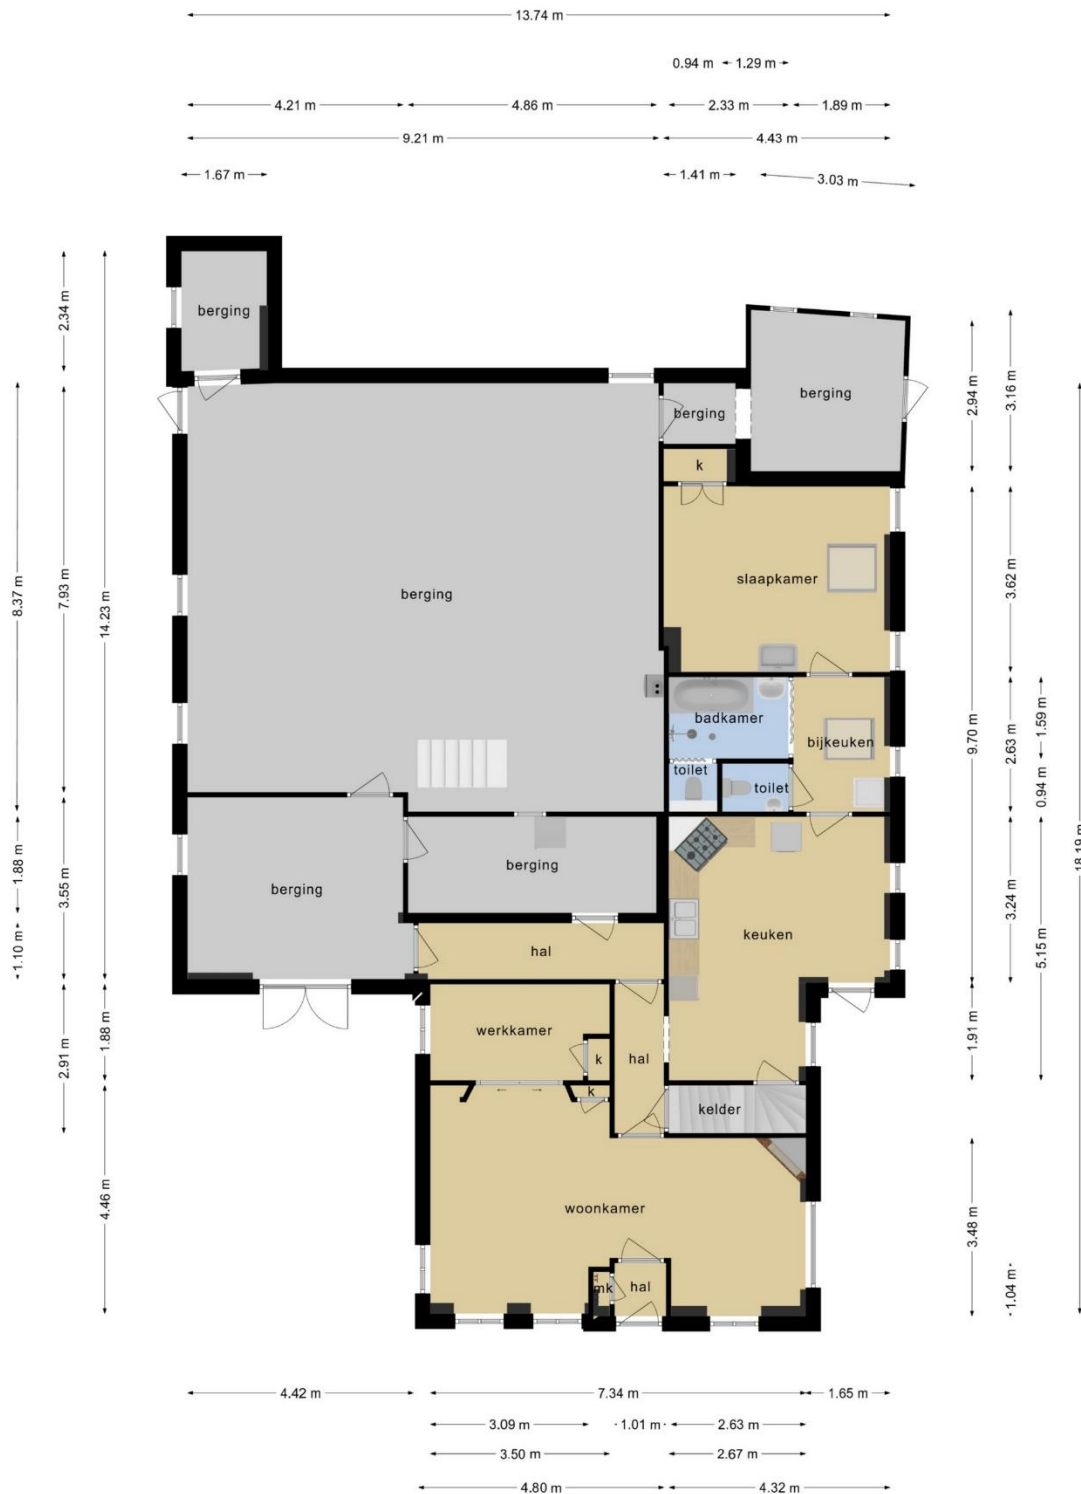 13.74 m
0.94 m 1.29 m
4.21 m 4.86 m 2.33 m 1.89 m
9.21 m 4.43 m
1.67 m 1.41 m 3.03 m
2.34 m
8.37 m
7.93 m
14.23 m
1.88 m
1.10 m
3.55 m
2.91 m
1.88 m
4.46 m
berging
berging
berging
k
slaapkamer
berging
badkamer
bijkeuken
toilet
toilet
berging
berging
keuken
hal
werkkamer
k
hal
k
kelder
woonkamer
mk
hal
2.94 m
3.16 m
3.62 m
9.70 m
2.63 m
1.59 m
0.94 m
3.24 m
5.15 m
1.91 m
18.19 m
3.48 m
1.04 m
4.42 m 7.34 m 1.65 m
3.09 m 1.01 m 2.63 m
3.50 m 2.67 m
4.80 m 4.32 m